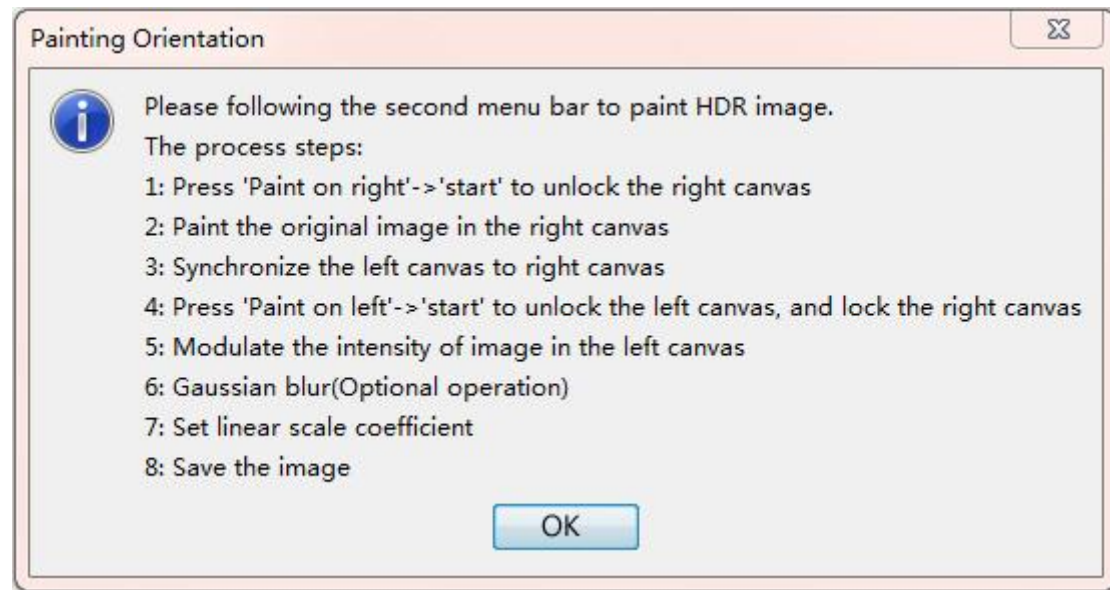 Painting Orientation
Please following the second menu bar to paint HDR image.
The process steps:
1: Press 'Paint on right'->'start' to unlock the right canvas
2: Paint the original image in the right canvas
3: Synchronize the left canvas to right canvas
4: Press 'Paint on left'->'start' to unlock the left canvas, and lock the right canvas
5: Modulate the intensity of image in the left canvas
6: Gaussian blur(Optional operation)
7: Set linear scale coefficient
8: Save the image
OK